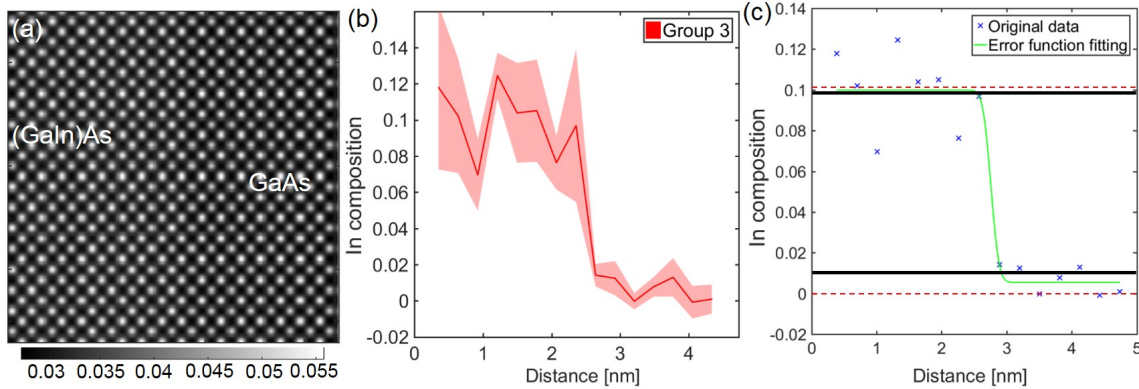 (a)
(GaIn)As
GaAs
0.03 0.035 0.04 0.045 0.05 0.055
(b)
Group 3
In composition
0.14
0.12
0.1
0.08
0.06
0.04
0.02
0
-0.02
0 1 2 3 4
Distance [nm]
(c)
Original data
Error function fitting
In composition
0.14
0.12
0.1
0.08
0.06
0.04
0.02
0
-0.02
0 1 2 3 4 5
Distance [nm]